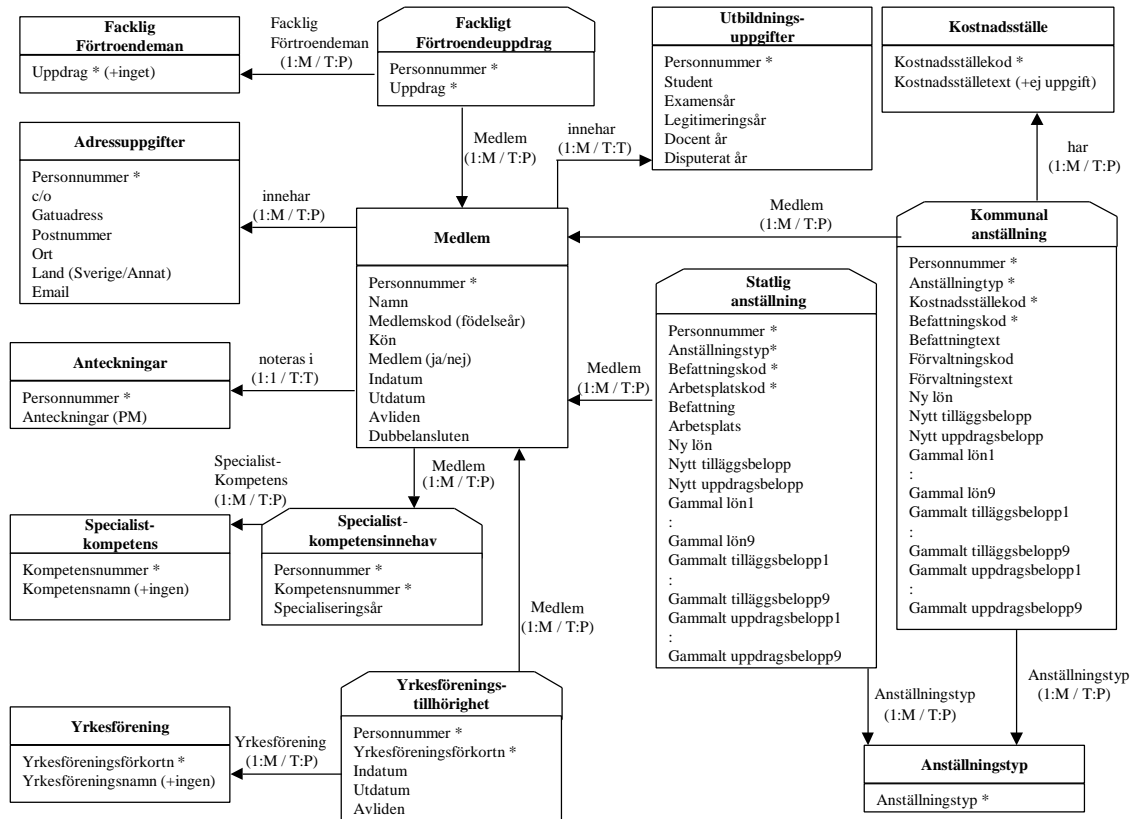 Facklig
Förtroendeman
Uppdrag * (+inget)
Facklig
Förtroendeman
(1:M / T:P)
Fackligt
Förtroendeuppdrag
Personnummer *
Uppdrag *
Utbildnings-
uppgifter
Personnummer *
Student
Examensår
Legitimeringsår
Docent år
Disputerat år
Kostnadsställe
Kostnadsställekod *
Kostnadsställetext (+ej uppgift)
Adressuppgifter
Personnummer *
c/o
Gatuadress
Postnummer
Ort
Land (Sverige/Annat)
Email
innehar
(1:M / T:P)
Medlem
(1:M / T:P)
innehar
(1:M / T:T)
har
(1:M / T:P)
Medlem
(1:M / T:P)
Medlem
Personnummer *
Namn
Medlemskod (födelseår)
Kön
Medlem (ja/nej)
Indatum
Utdatum
Avliden
Dubbelansluten
Kommunal
anställning
Personnummer *
Anställningtyp *
Kostnadsställekod *
Befattningskod *
Befattningtext
Förvaltningskod
Förvaltningstext
Ny lön
Nytt tilläggsbelopp
Nytt uppdragsbelopp
Gammal lön1
:
Gammal lön9
Gammalt tilläggsbelopp1
:
Gammalt tilläggsbelopp9
Gammalt uppdragsbelopp1
:
Gammalt uppdragsbelopp9
Statlig
anställning
Personnummer *
Anställningstyp*
Befattningskod *
Arbetsplatskod *
Befattning
Arbetsplats
Ny lön
Nytt tilläggsbelopp
Nytt uppdragsbelopp
Gammal lön1
:
Gammal lön9
Gammalt tilläggsbelopp1
:
Gammalt tilläggsbelopp9
Gammalt uppdragsbelopp1
:
Gammalt uppdragsbelopp9
Medlem
(1:M / T:P)
Anteckningar
Personnummer *
Anteckningar (PM)
noteras i
(1:1 / T:T)
Specialist-
Kompetens
(1:M / T:P)
Medlem
(1:M / T:P)
Specialist-
kompetens
Kompetensnummer *
Kompetensnamn (+ingen)
Specialist-
kompetensinnehav
Personnummer *
Kompetensnummer *
Specialiseringsår
Medlem
(1:M / T:P)
Yrkesförening
Yrkesföreningsförkortn *
Yrkesföreningsnamn (+ingen)
Yrkesförening
(1:M / T:P)
Yrkesförenings-
tillhörighet
Personnummer *
Yrkesföreningsförkortn *
Indatum
Utdatum
Avliden
Anställningstyp
(1:M / T:P)
Anställningstyp
(1:M / T:P)
Anställningstyp
Anställningstyp *